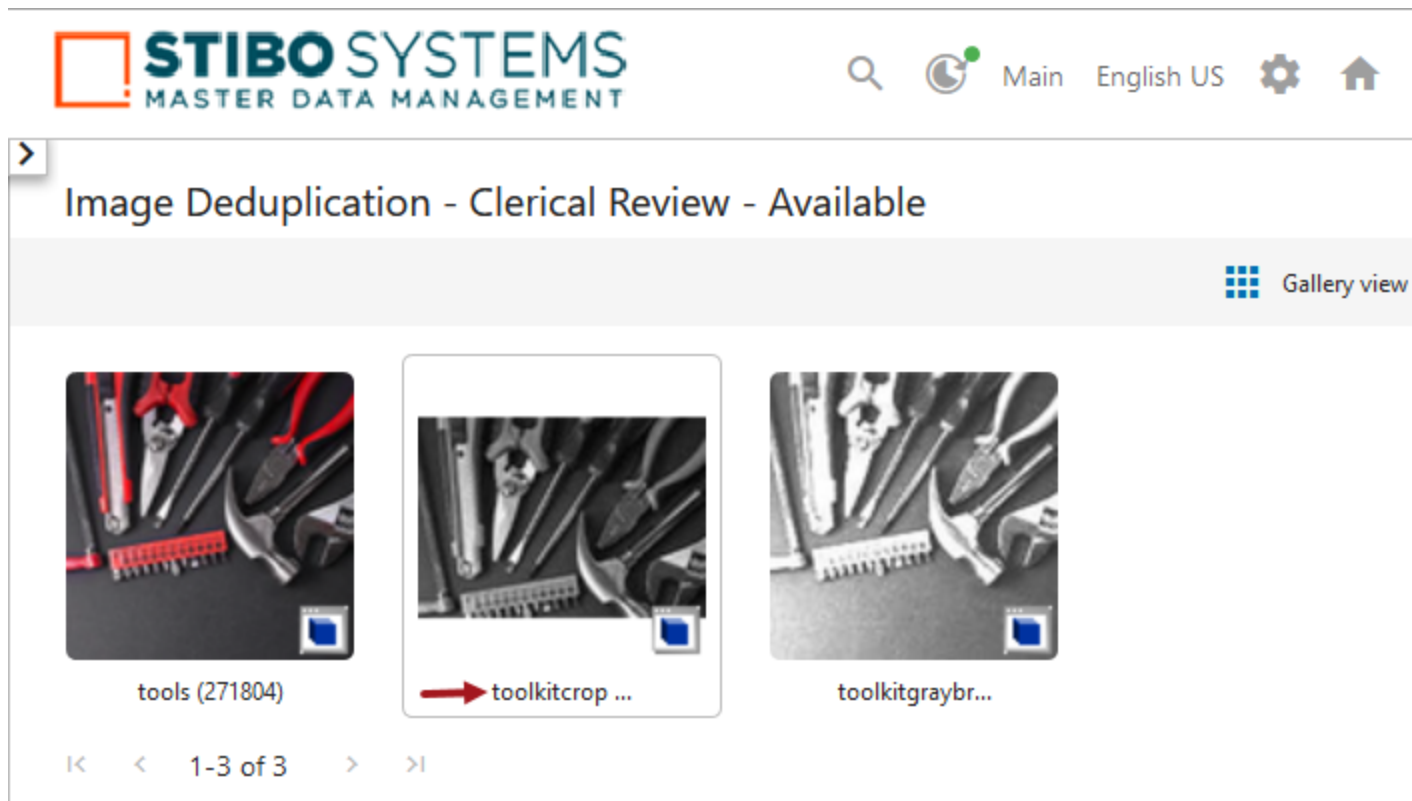 STIBO SYSTEMS
MASTER DATA MANAGEMENT
Main English US
Image Deduplication - Clerical Review - Available
Gallery view
tools (271804)
toolkitcrop ...
toolkitgraybr...
1-3 of 3